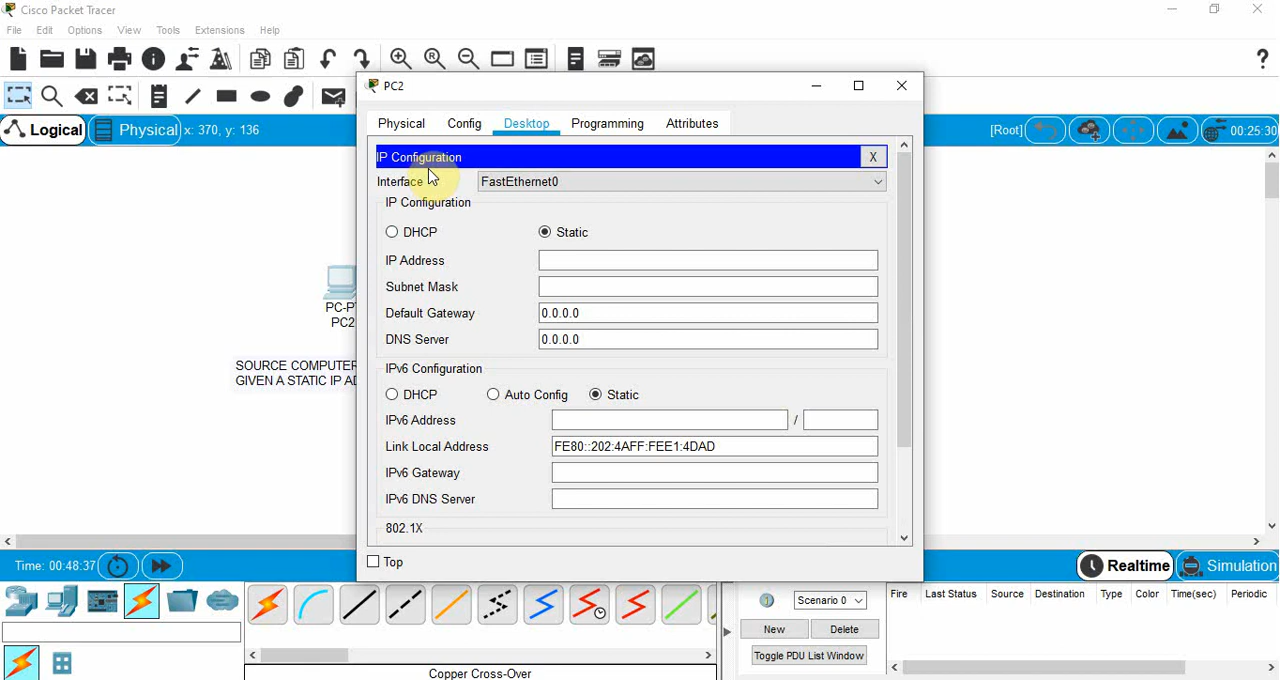 Cisco Packet Tracer
File Edit Options View Tools Extensions Help
PC2
Logical Physical x: 370, y: 136 [Root] 00:25:30
Physical Config Desktop Programming Attributes
IP Configuration X
Interface FastEthernet0
IP Configuration
DHCP Static
IP Address
Subnet Mask
Default Gateway 0.0.0.0
DNS Server 0.0.0.0
IPv6 Configuration
DHCP Auto Config Static
IPv6 Address /
Link Local Address FE80::202:4AFF:FEE1:4DAD
IPv6 Gateway
IPv6 DNS Server
802.1X
Top
PC-PT
PC2
SOURCE COMPUTER
GIVEN A STATIC IP AD
Time: 00:48:37 Realtime Simulation
Scenario 0
New Delete
Toggle PDU List Window
Fire Last Status Source Destination Type Color Time(sec) Periodic
Copper Cross-Over